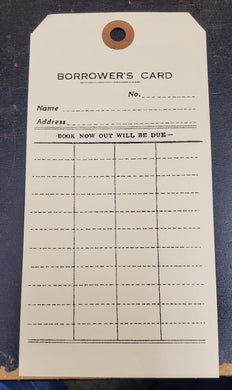 BORROWER'S CARD
No.
Name
Address
BOOK NOW OUT WILL BE DUE—